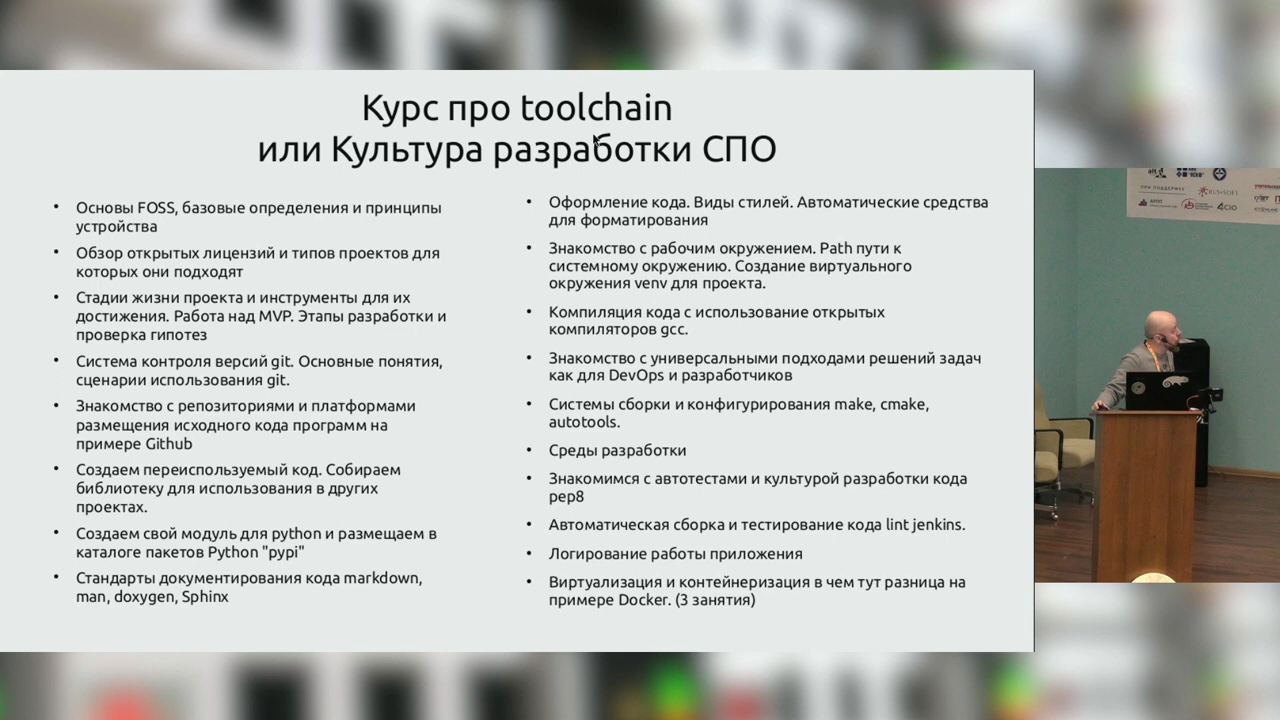 Курс про toolchain
или Культура разработки СПО
Основы FOSS, базовые определения и принципы
устройства
Обзор открытых лицензий и типов проектов для
которых они подходят
Стадии жизни проекта и инструменты для их
достижения. Работа над MVP. Этапы разработки и
проверка гипотез
Система контроля версий git. Основные понятия,
сценарии использования git.
Знакомство с репозиториями и платформами
размещения исходного кода программ на
примере Github
Создаем переиспользуемый код. Собираем
библиотеку для использования в других
проектах.
Создаем свой модуль для python и размещаем в
каталоге пакетов Python "pypi"
Стандарты документирования кода markdown,
man, doxygen, Sphinx
Оформление кода. Виды стилей. Автоматические средства
для форматирования
Знакомство с рабочим окружением. Path пути к
системному окружению. Создание виртуального
окружения venv для проекта.
Компиляция кода с использование открытых
компиляторов gcc.
Знакомство с универсальными подходами решений задач
как для DevOps и разработчиков
Системы сборки и конфигурирования make, cmake,
autotools.
Среды разработки
Знакомимся с автотестами и культурой разработки кода
pep8
Автоматическая сборка и тестирование кода lint jenkins.
Логирование работы приложения
Виртуализация и контейнеризация в чем тут разница на
примере Docker. (3 занятия)
ПРИ ПОДДЕРЖКЕ